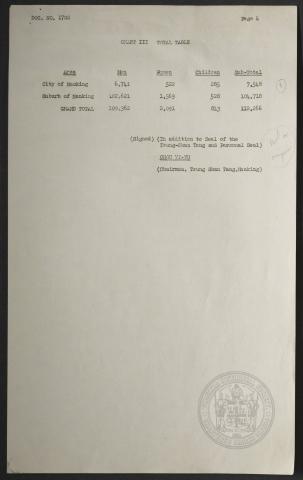 DOC. NO. 1702 Page 4
CHART III TOTAL TABLE
Area Men Women Children Sub-Total
City of Nanking 6,741 522 285 7,548
Suburb of Nanking 102,621 1,569 528 104,718
GRAND TOTAL 109,362 2,091 813 112,266
(Signed) (In addition to Seal of the
Tsung-Shan Tang and Personal Seal)
CHOU YI-YU
(Chairman, Tsung Shan Tang, Nanking)